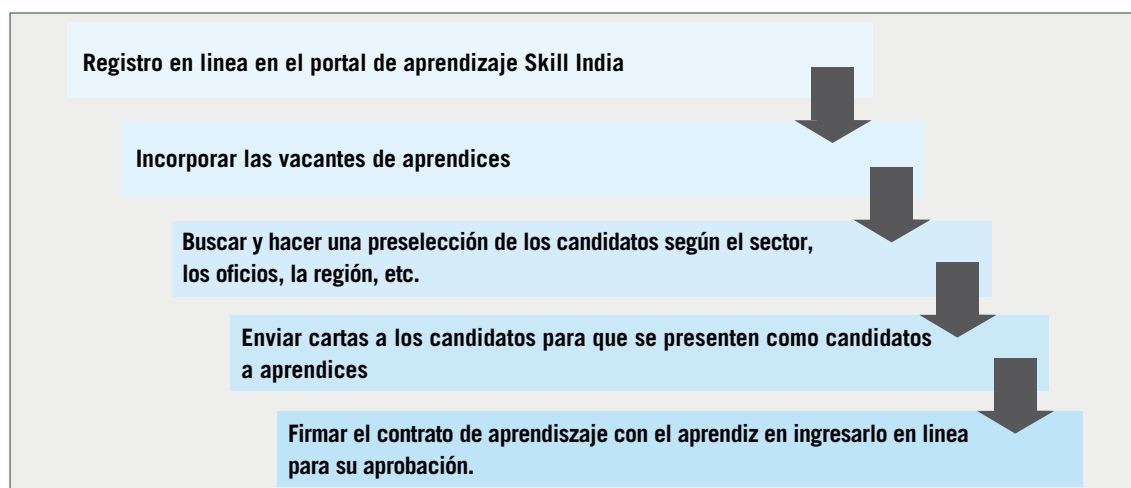 Registro en linea en el portal de aprendizaje Skill India
Incorporar las vacantes de aprendices
Buscar y hacer una preselección de los candidatos según el sector,
los oficios, la región, etc.
Enviar cartas a los candidatos para que se presenten como candidatos
a aprendices
Firmar el contrato de aprendiszaje con el aprendiz en ingresarlo en linea
para su aprobación.